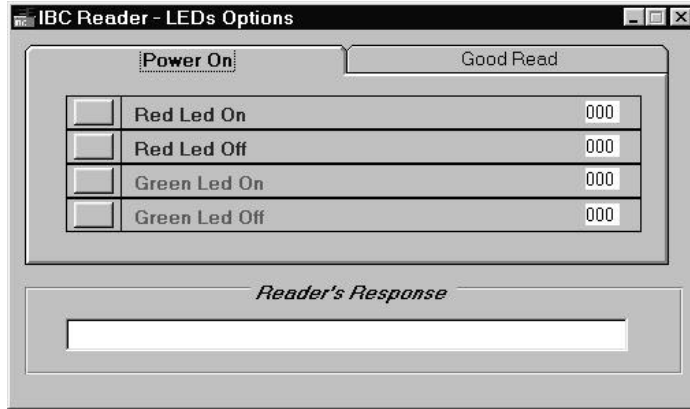 IBC Reader - LEDs Options
Power On
Good Read
Red Led On 000
Red Led Off 000
Green Led On 000
Green Led Off 000
Reader's Response